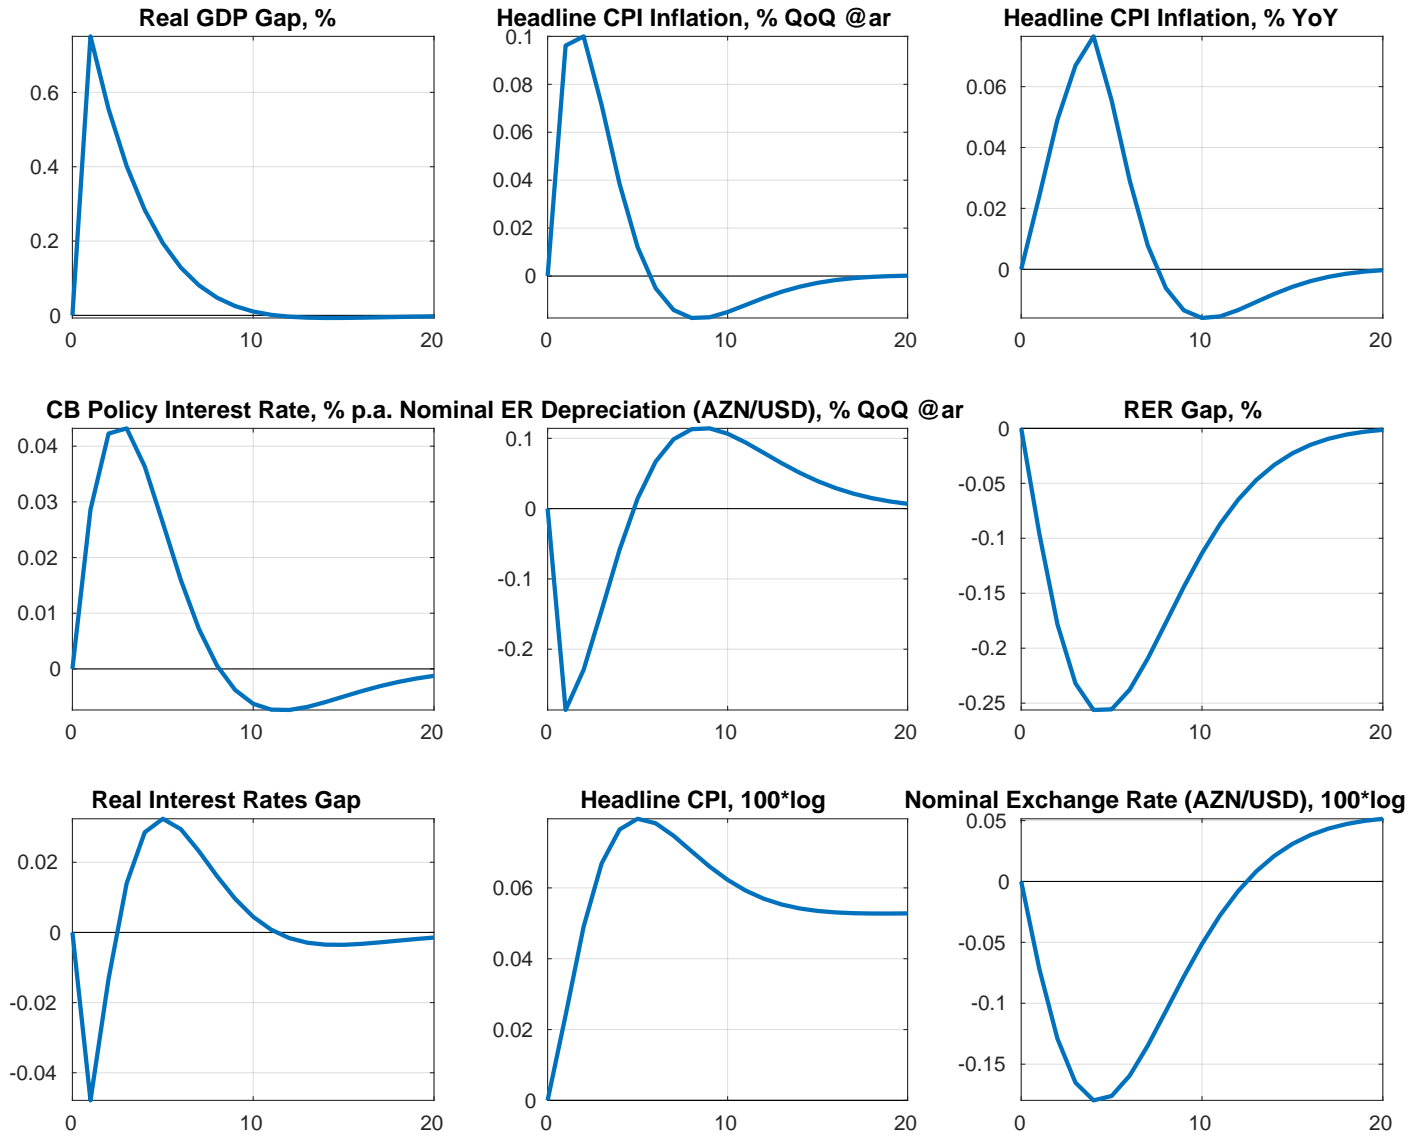 Real GDP Gap, %
0.6
0.4
0.2
0
0 10 20
Headline CPI Inflation, % QoQ @ar
0.1
0.08
0.06
0.04
0.02
0
0 10 20
Headline CPI Inflation, % YoY
0.06
0.04
0.02
0
0 10 20
CB Policy Interest Rate, % p.a.
0.04
0.03
0.02
0.01
0
0 10 20
Nominal ER Depreciation (AZN/USD), % QoQ @ar
0.1
0
-0.1
-0.2
0 10 20
RER Gap, %
0
-0.05
-0.1
-0.15
-0.2
-0.25
0 10 20
Real Interest Rates Gap
0.02
0
-0.02
-0.04
0 10 20
Headline CPI, 100*log
0.06
0.04
0.02
0
0 10 20
Nominal Exchange Rate (AZN/USD), 100*log
0.05
0
-0.05
-0.1
-0.15
0 10 20